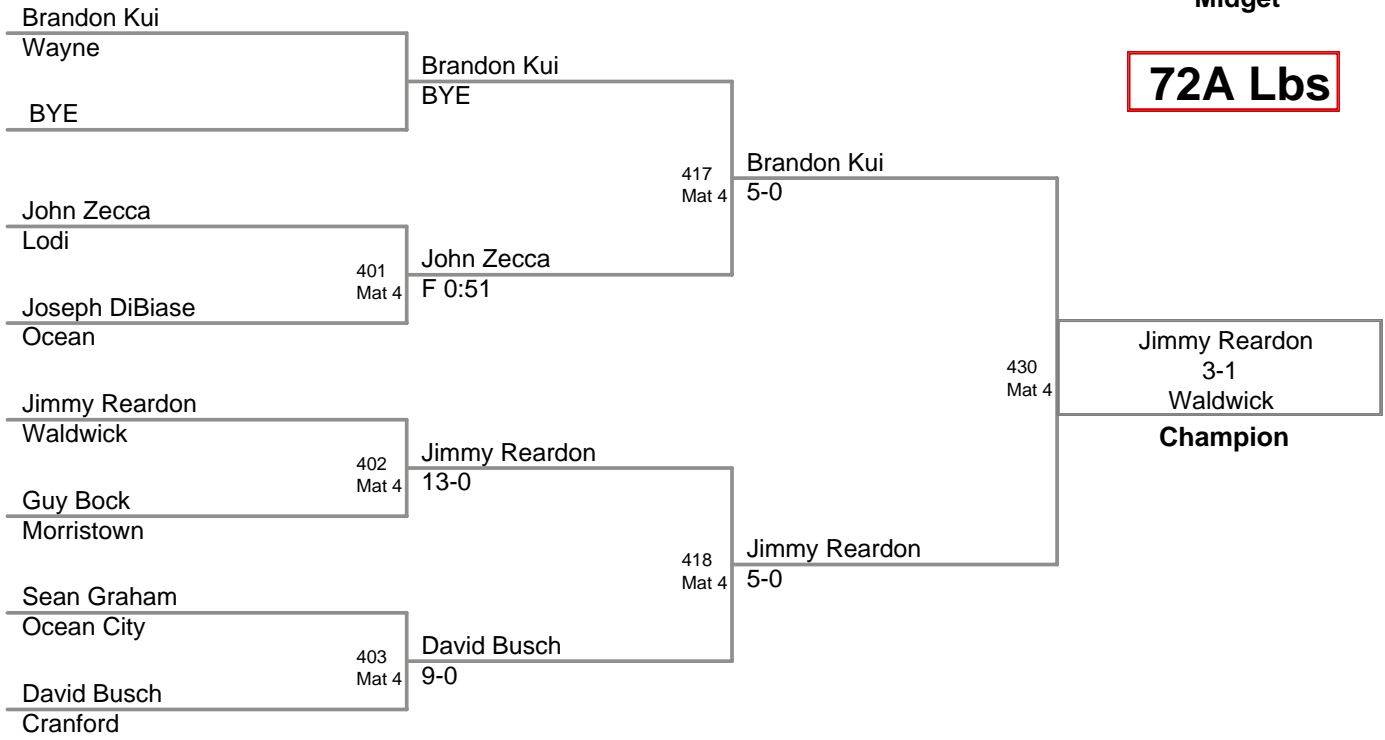 Midget
72A Lbs
Brandon Kui
Wayne
BYE
John Zecca
Lodi
Joseph DiBiase
Ocean
Jimmy Reardon
Waldwick
Guy Bock
Morristown
Sean Graham
Ocean City
David Busch
Cranford
Brandon Kui
BYE
401
Mat 4
John Zecca
F 0:51
402
Mat 4
Jimmy Reardon
13-0
403
Mat 4
David Busch
9-0
417
Mat 4
Brandon Kui
5-0
418
Mat 4
Jimmy Reardon
5-0
430
Mat 4
Jimmy Reardon
3-1
Waldwick
Champion